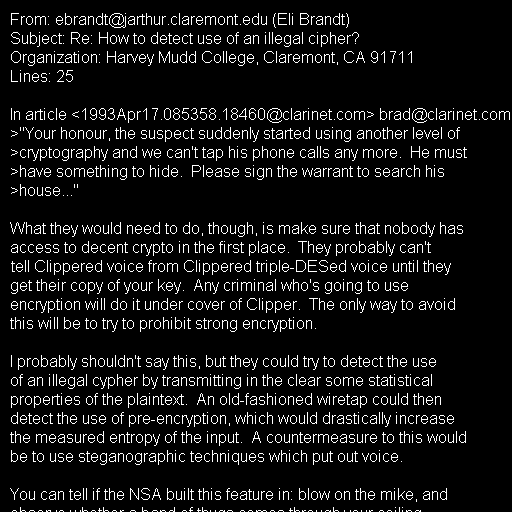 From: ebrandt@jarthur.claremont.edu (Eli Brandt)
Subject: Re: How to detect use of an illegal cipher?
Organization: Harvey Mudd College, Claremont, CA 91711
Lines: 25

In article <1993Apr17.085358.18460@clarinet.com> brad@clarinet.com
>"Your honour, the suspect suddenly started using another level of
>cryptography and we can't tap his phone calls any more.  He must
>have something to hide.  Please sign the warrant to search his
>house..."

What they would need to do, though, is make sure that nobody has
access to decent crypto in the first place.  They probably can't
tell Clippered voice from Clippered triple-DESed voice until they
get their copy of your key.  Any criminal who's going to use
encryption will do it under cover of Clipper.  The only way to avoid
this will be to try to prohibit strong encryption.

I probably shouldn't say this, but they could try to detect the use
of an illegal cypher by transmitting in the clear some statistical
properties of the plaintext.  An old-fashioned wiretap could then
detect the use of pre-encryption, which would drastically increase
the measured entropy of the input.  A countermeasure to this would
be to use steganographic techniques which put out voice.

You can tell if the NSA built this feature in: blow on the mike, and
observe whether a band of thugs comes through your ceiling